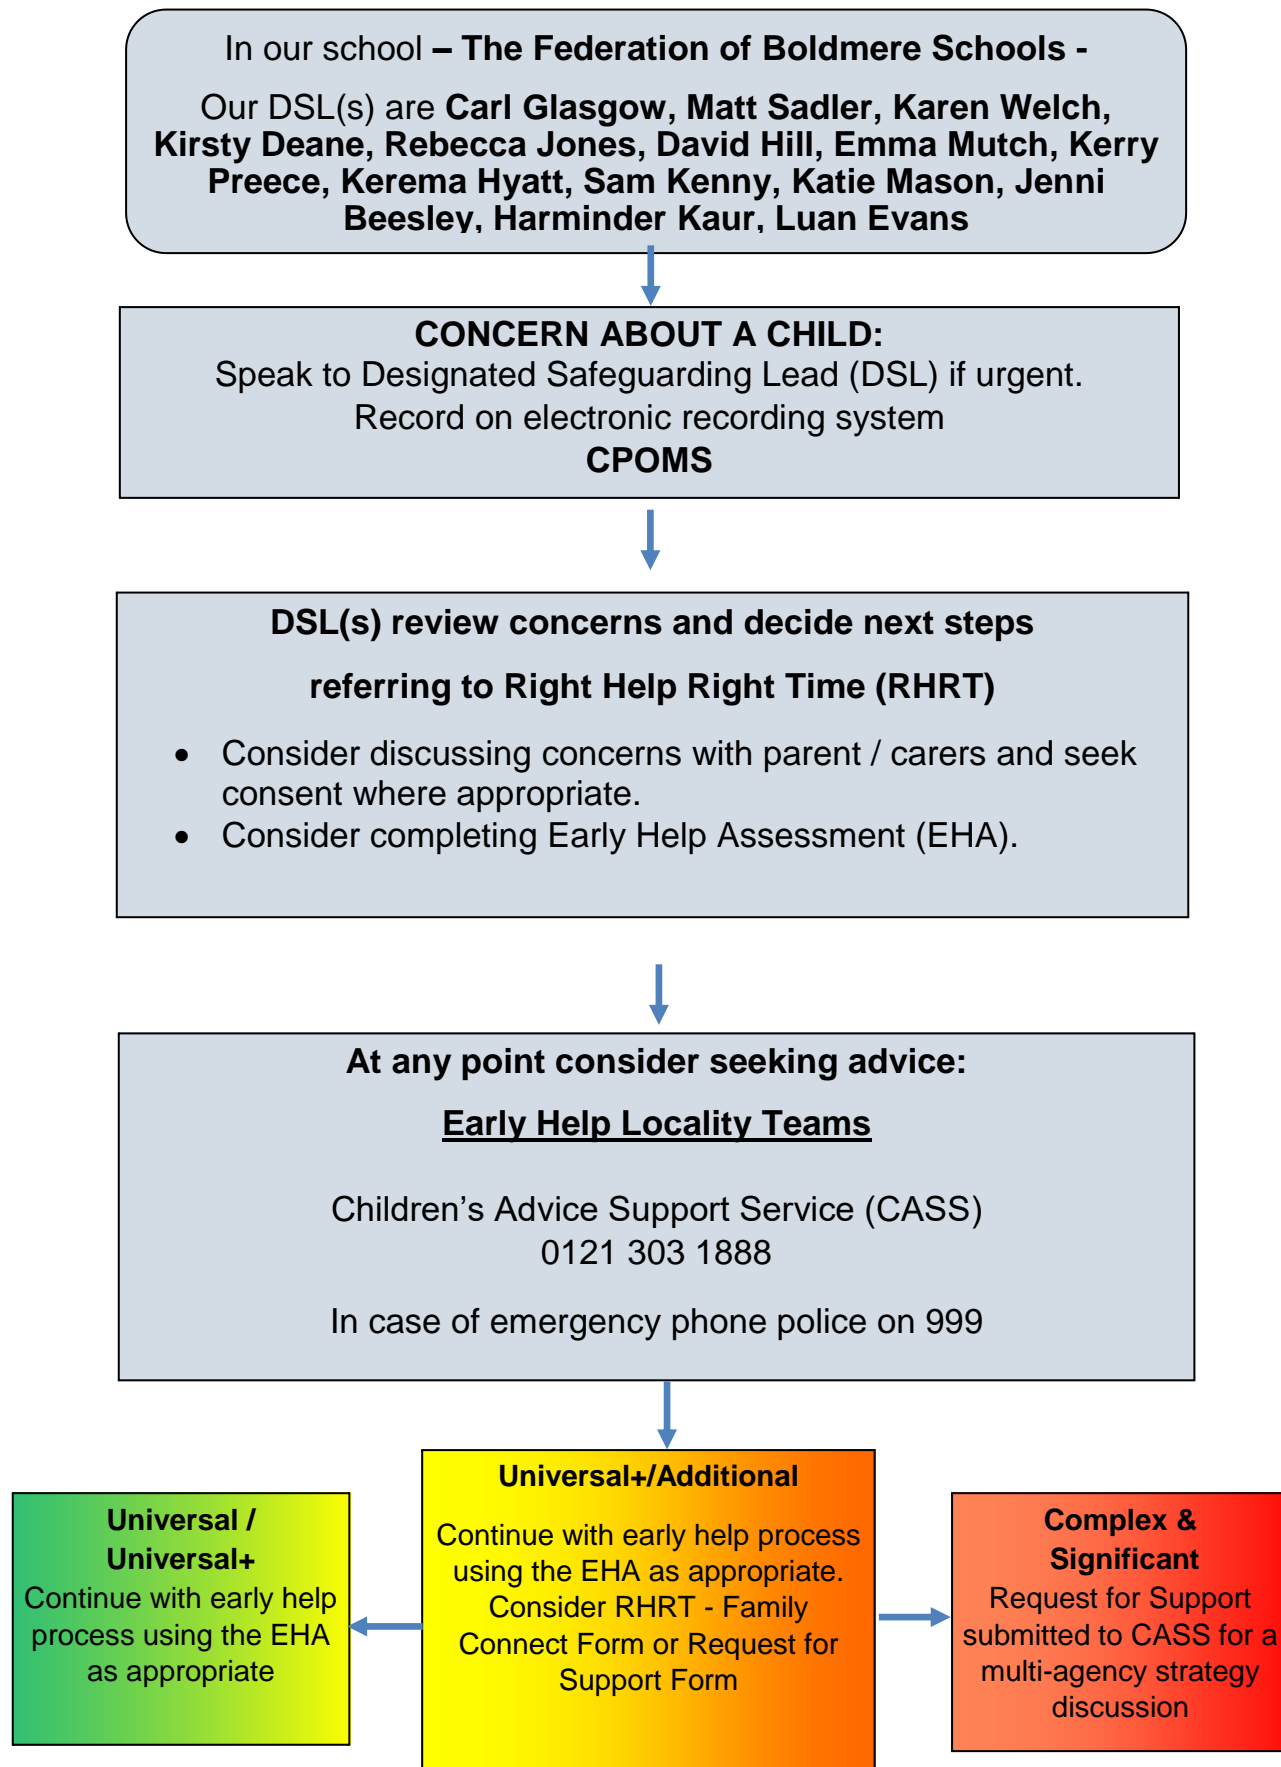 In our school – The Federation of Boldmere Schools -
Our DSL(s) are Carl Glasgow, Matt Sadler, Karen Welch,
Kirsty Deane, Rebecca Jones, David Hill, Emma Mutch, Kerry
Preece, Kerema Hyatt, Sam Kenny, Katie Mason, Jenni
Beesley, Harminder Kaur, Luan Evans
CONCERN ABOUT A CHILD:
Speak to Designated Safeguarding Lead (DSL) if urgent.
Record on electronic recording system
CPOMS
DSL(s) review concerns and decide next steps
referring to Right Help Right Time (RHRT)
• Consider discussing concerns with parent / carers and seek
consent where appropriate.
• Consider completing Early Help Assessment (EHA).
At any point consider seeking advice:
Early Help Locality Teams
Children’s Advice Support Service (CASS)
0121 303 1888
In case of emergency phone police on 999
Universal /
Universal+
Continue with early help
process using the EHA
as appropriate
Universal+/Additional
Continue with early help process
using the EHA as appropriate.
Consider RHRT - Family
Connect Form or Request for
Support Form
Complex &
Significant
Request for Support
submitted to CASS for a
multi-agency strategy
discussion